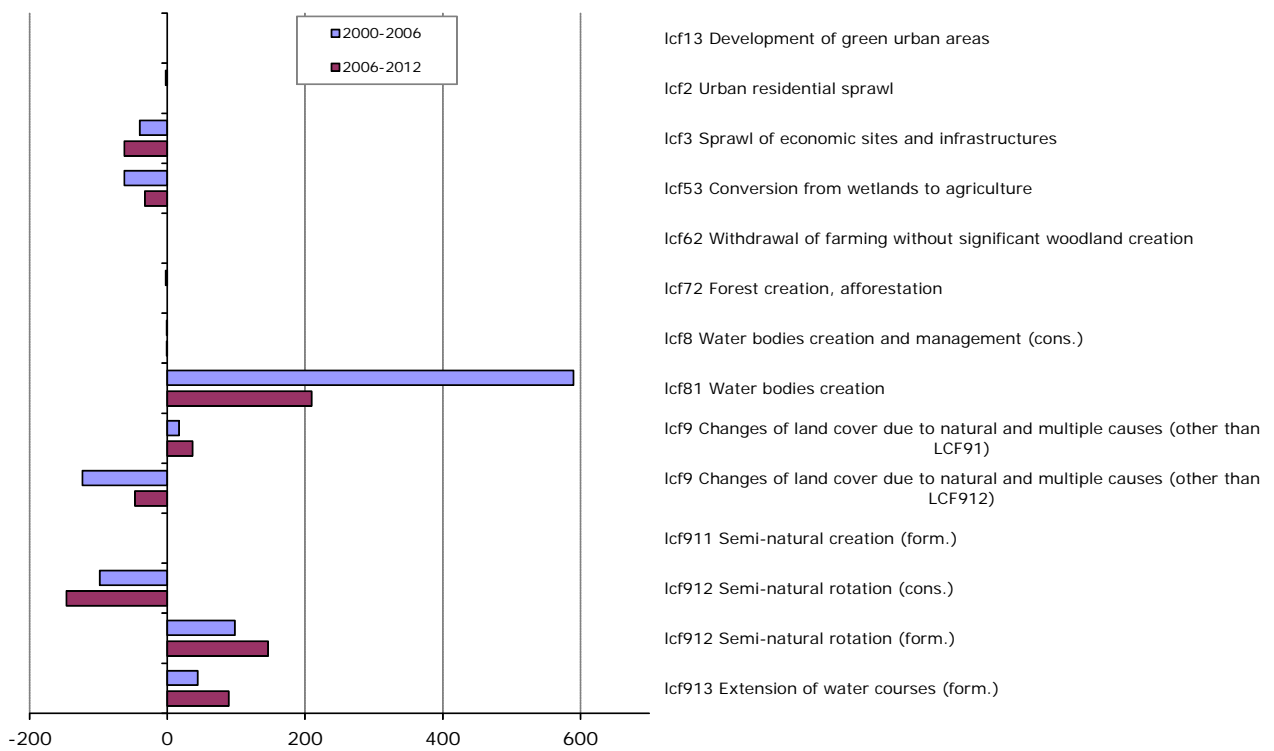 2000-2006
2006-2012
lcf13 Development of green urban areas
lcf2 Urban residential sprawl
lcf3 Sprawl of economic sites and infrastructures
lcf53 Conversion from wetlands to agriculture
lcf62 Withdrawal of farming without significant woodland creation
lcf72 Forest creation, afforestation
lcf8 Water bodies creation and management (cons.)
lcf81 Water bodies creation
lcf9 Changes of land cover due to natural and multiple causes (other than
LCF91)
lcf9 Changes of land cover due to natural and multiple causes (other than
LCF912)
lcf911 Semi-natural creation (form.)
lcf912 Semi-natural rotation (cons.)
lcf912 Semi-natural rotation (form.)
lcf913 Extension of water courses (form.)
-200 0 200 400 600